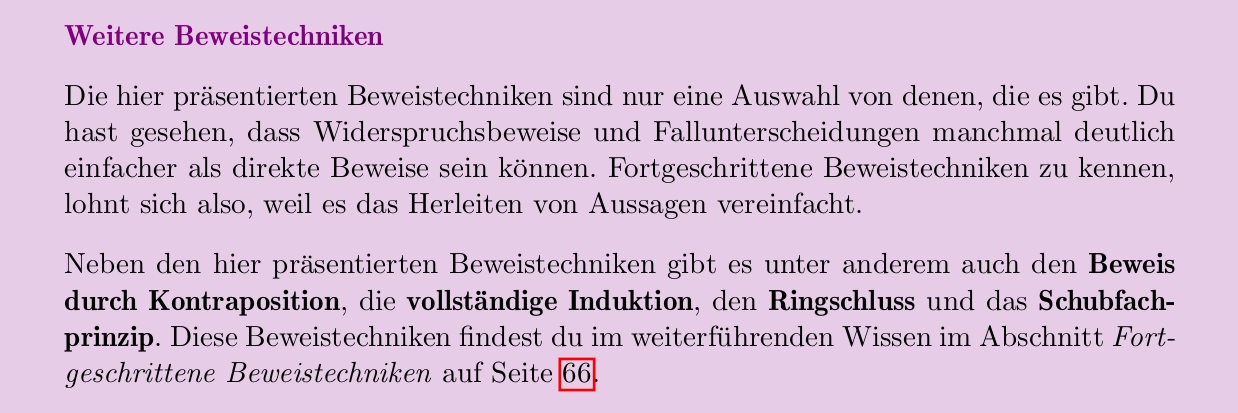 Weitere Beweistechniken
Die hier präsentierten Beweistechniken sind nur eine Auswahl von denen, die es gibt. Du
hast gesehen, dass Widerspruchsbeweise und Fallunterscheidungen manchmal deutlich
einfacher als direkte Beweise sein können. Fortgeschrittene Beweistechniken zu kennen,
lohnt sich also, weil es das Herleiten von Aussagen vereinfacht.
Neben den hier präsentierten Beweistechniken gibt es unter anderem auch den Beweis
durch Kontraposition, die vollständige Induktion, den Ringschluss und das Schubfach-
prinzip. Diese Beweistechniken findest du im weiterführenden Wissen im Abschnitt Fort-
geschrittene Beweistechniken auf Seite 66.